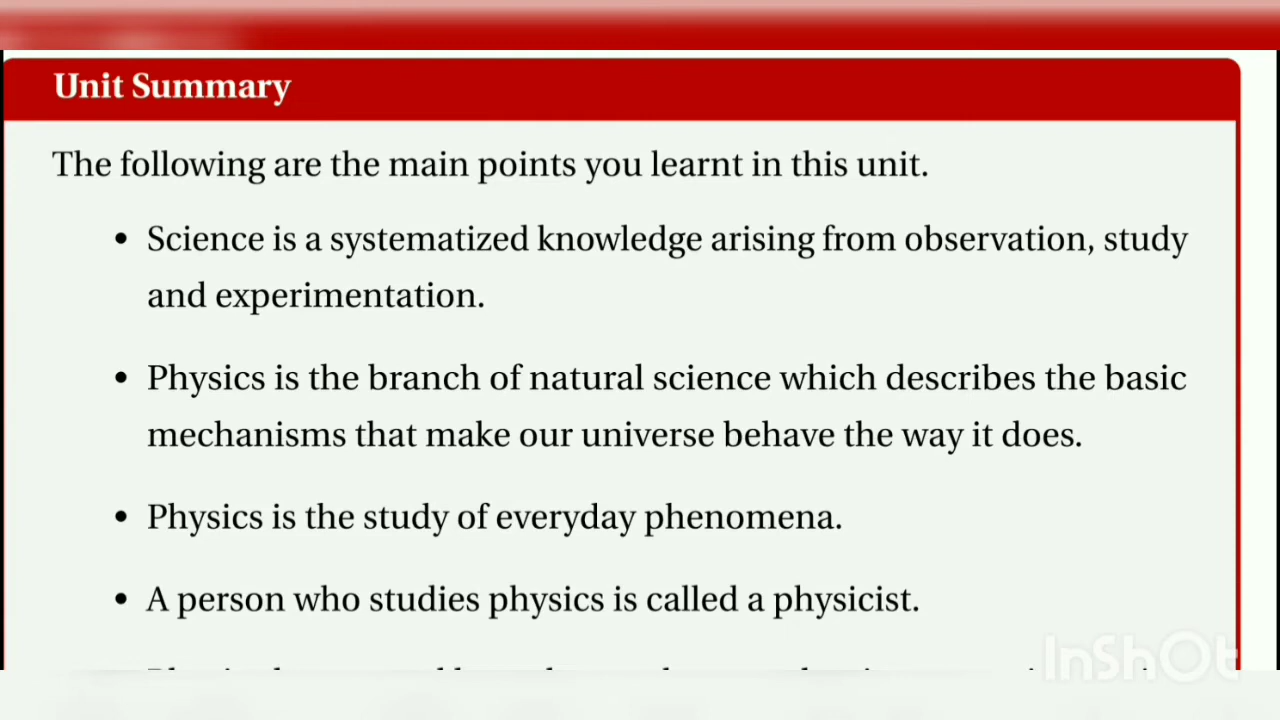 Unit Summary
The following are the main points you learnt in this unit.
• Science is a systematized knowledge arising from observation, study
and experimentation.
• Physics is the branch of natural science which describes the basic
mechanisms that make our universe behave the way it does.
• Physics is the study of everyday phenomena.
• A person who studies physics is called a physicist.
InShOt